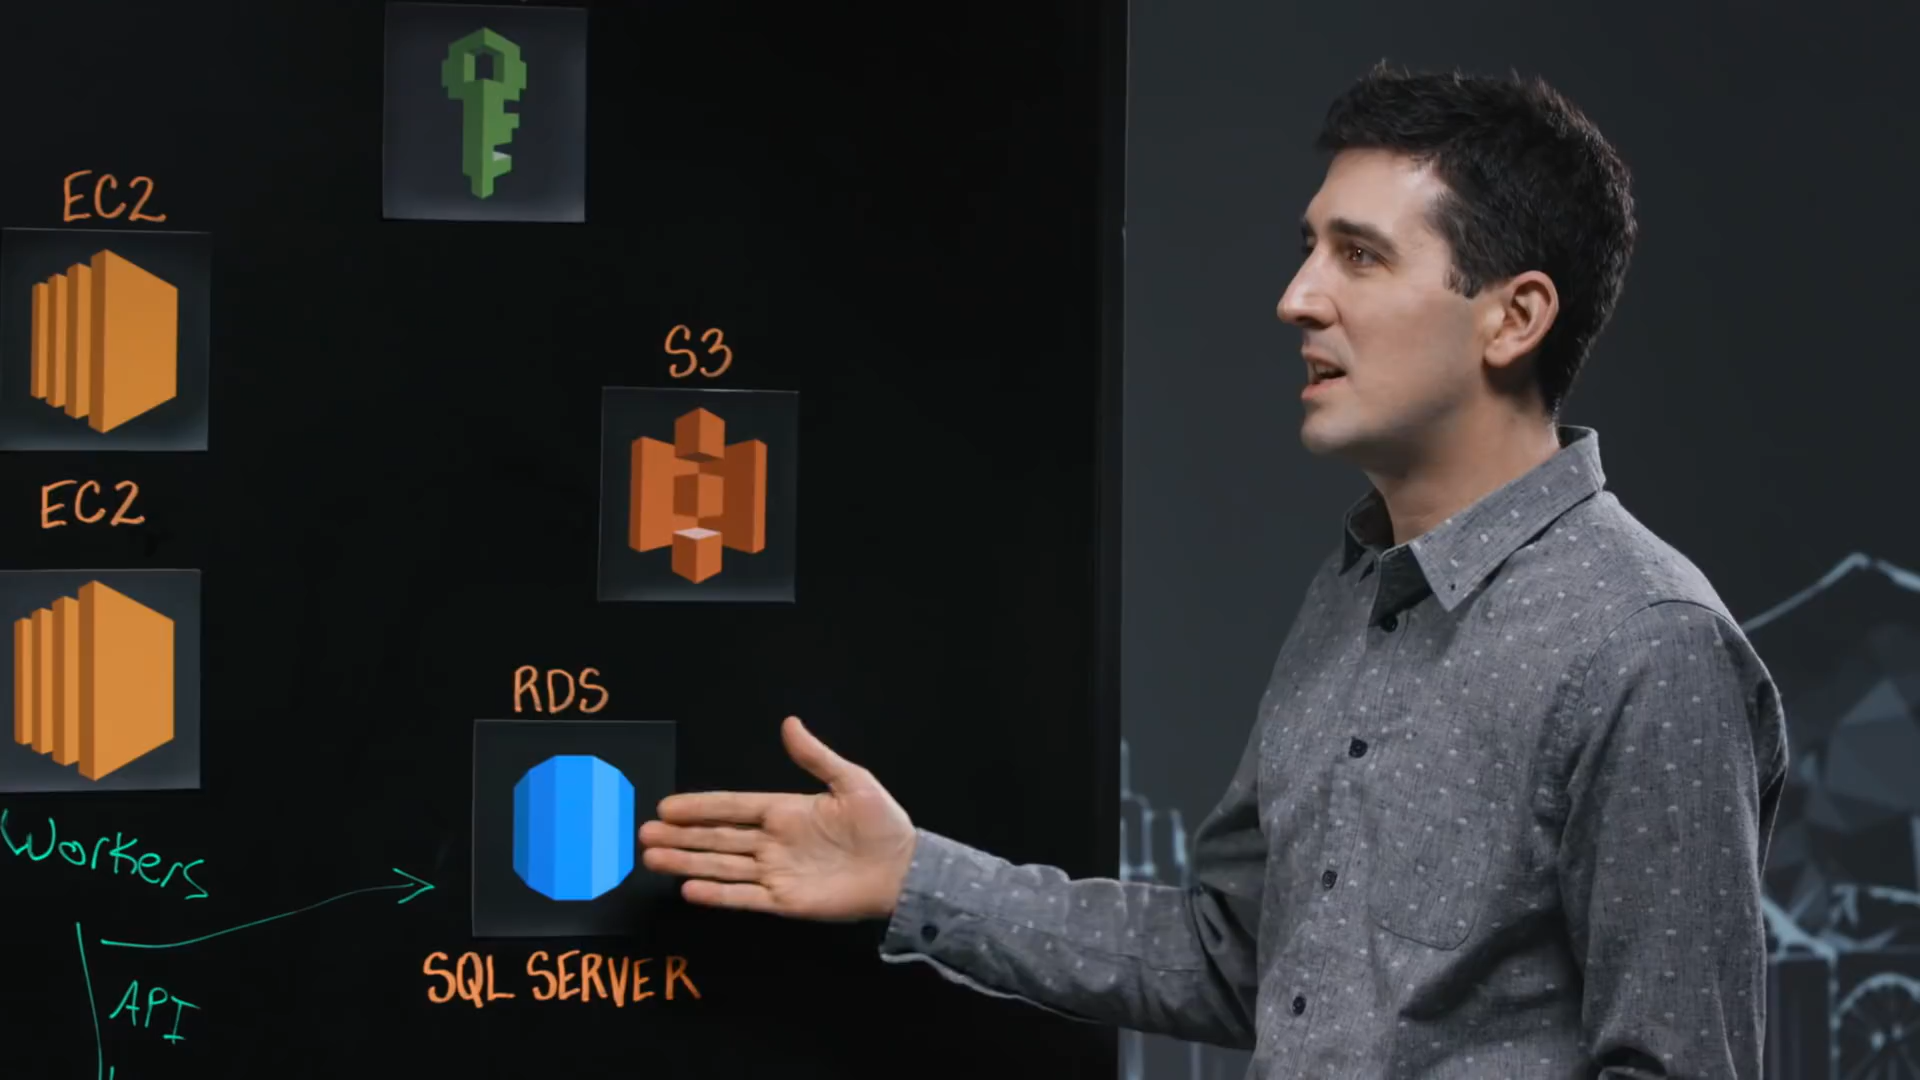 EC2
S3
EC2
RDS
Workers
SQL SERVER
API